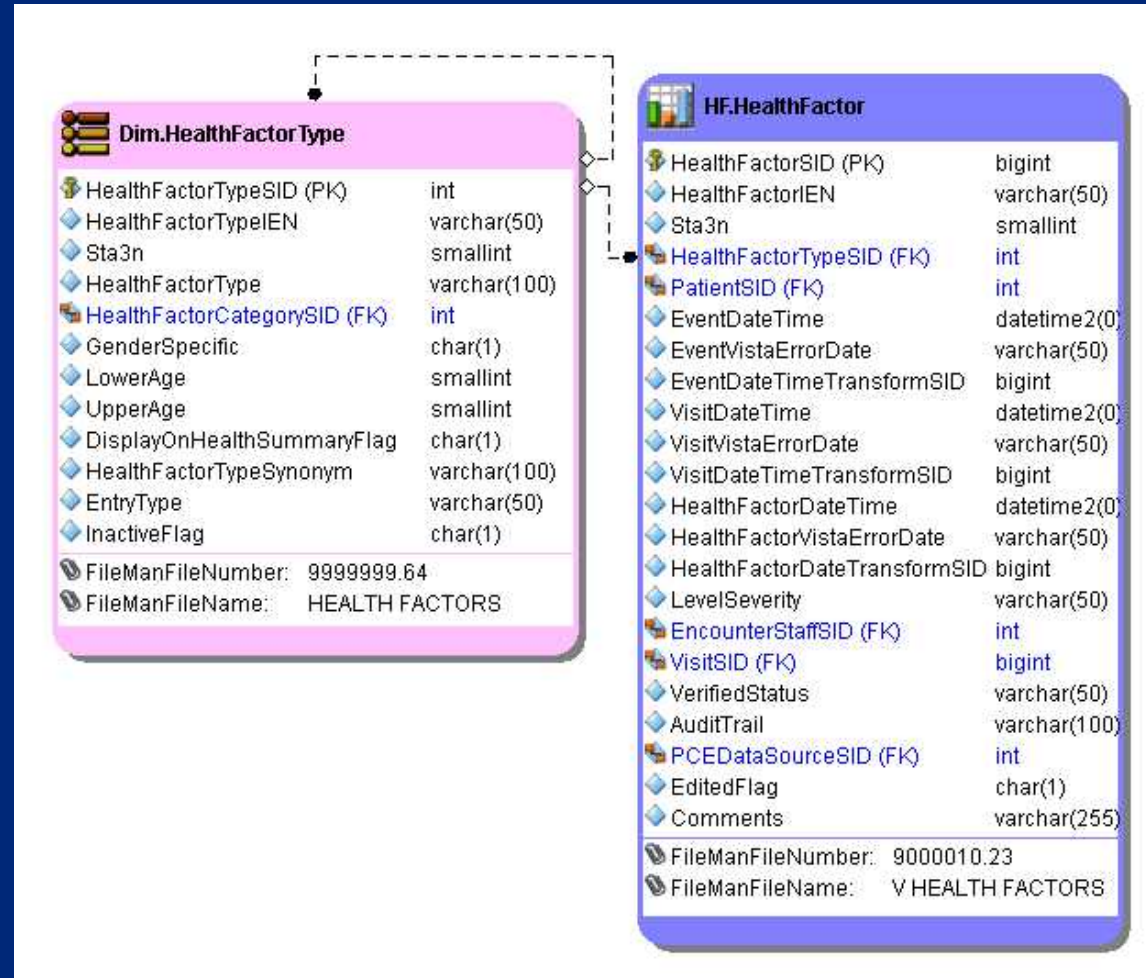 Dim.HealthFactorType
HealthFactorTypeSID (PK) int
HealthFactorTypeIEN varchar(50)
Sta3n smallint
HealthFactorType varchar(100)
HealthFactorCategorySID (FK) int
GenderSpecific char(1)
LowerAge smallint
UpperAge smallint
DisplayOnHealthSummaryFlag char(1)
HealthFactorTypeSynonym varchar(100)
EntryType varchar(50)
InactiveFlag char(1)
FileManFileNumber: 9999999.64
FileManFileName: HEALTH FACTORS
HF.HealthFactor
HealthFactorSID (PK) bigint
HealthFactorIEN varchar(50)
Sta3n smallint
HealthFactorTypeSID (FK) int
PatientSID (FK) int
EventDateTime datetime2(0)
EventVistaErrorDate varchar(50)
EventDateTimeTransformSID bigint
VisitDateTime datetime2(0)
VisitVistaErrorDate varchar(50)
VisitDateTimeTransformSID bigint
HealthFactorDateTime datetime2(0)
HealthFactorVistaErrorDate varchar(50)
HealthFactorDateTransformSID bigint
LevelSeverity varchar(50)
EncounterStaffSID (FK) int
VisitSID (FK) bigint
VerifiedStatus varchar(50)
AuditTrail varchar(100)
PCEDataSourceSID (FK) int
EditedFlag char(1)
Comments varchar(255)
FileManFileNumber: 9000010.23
FileManFileName: V HEALTH FACTORS